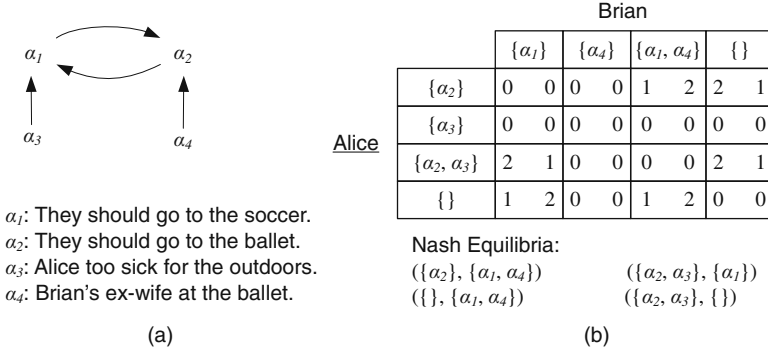 α1 α2
α3 α4
α1: They should go to the soccer.
α2: They should go to the ballet.
α3: Alice too sick for the outdoors.
α4: Brian's ex-wife at the ballet.
(a)
Brian
{α1} {α4} {α1, α4} {}
Alice
{α2} 0 0 0 0 1 2 2 1
{α3} 0 0 0 0 0 0 0 0
{α2, α3} 2 1 0 0 0 0 2 1
{} 1 2 0 0 1 2 0 0
Nash Equilibria:
({α2}, {α1, α4}) ({α2, α3}, {α1})
({}, {α1, α4}) ({α2, α3}, {})
(b)